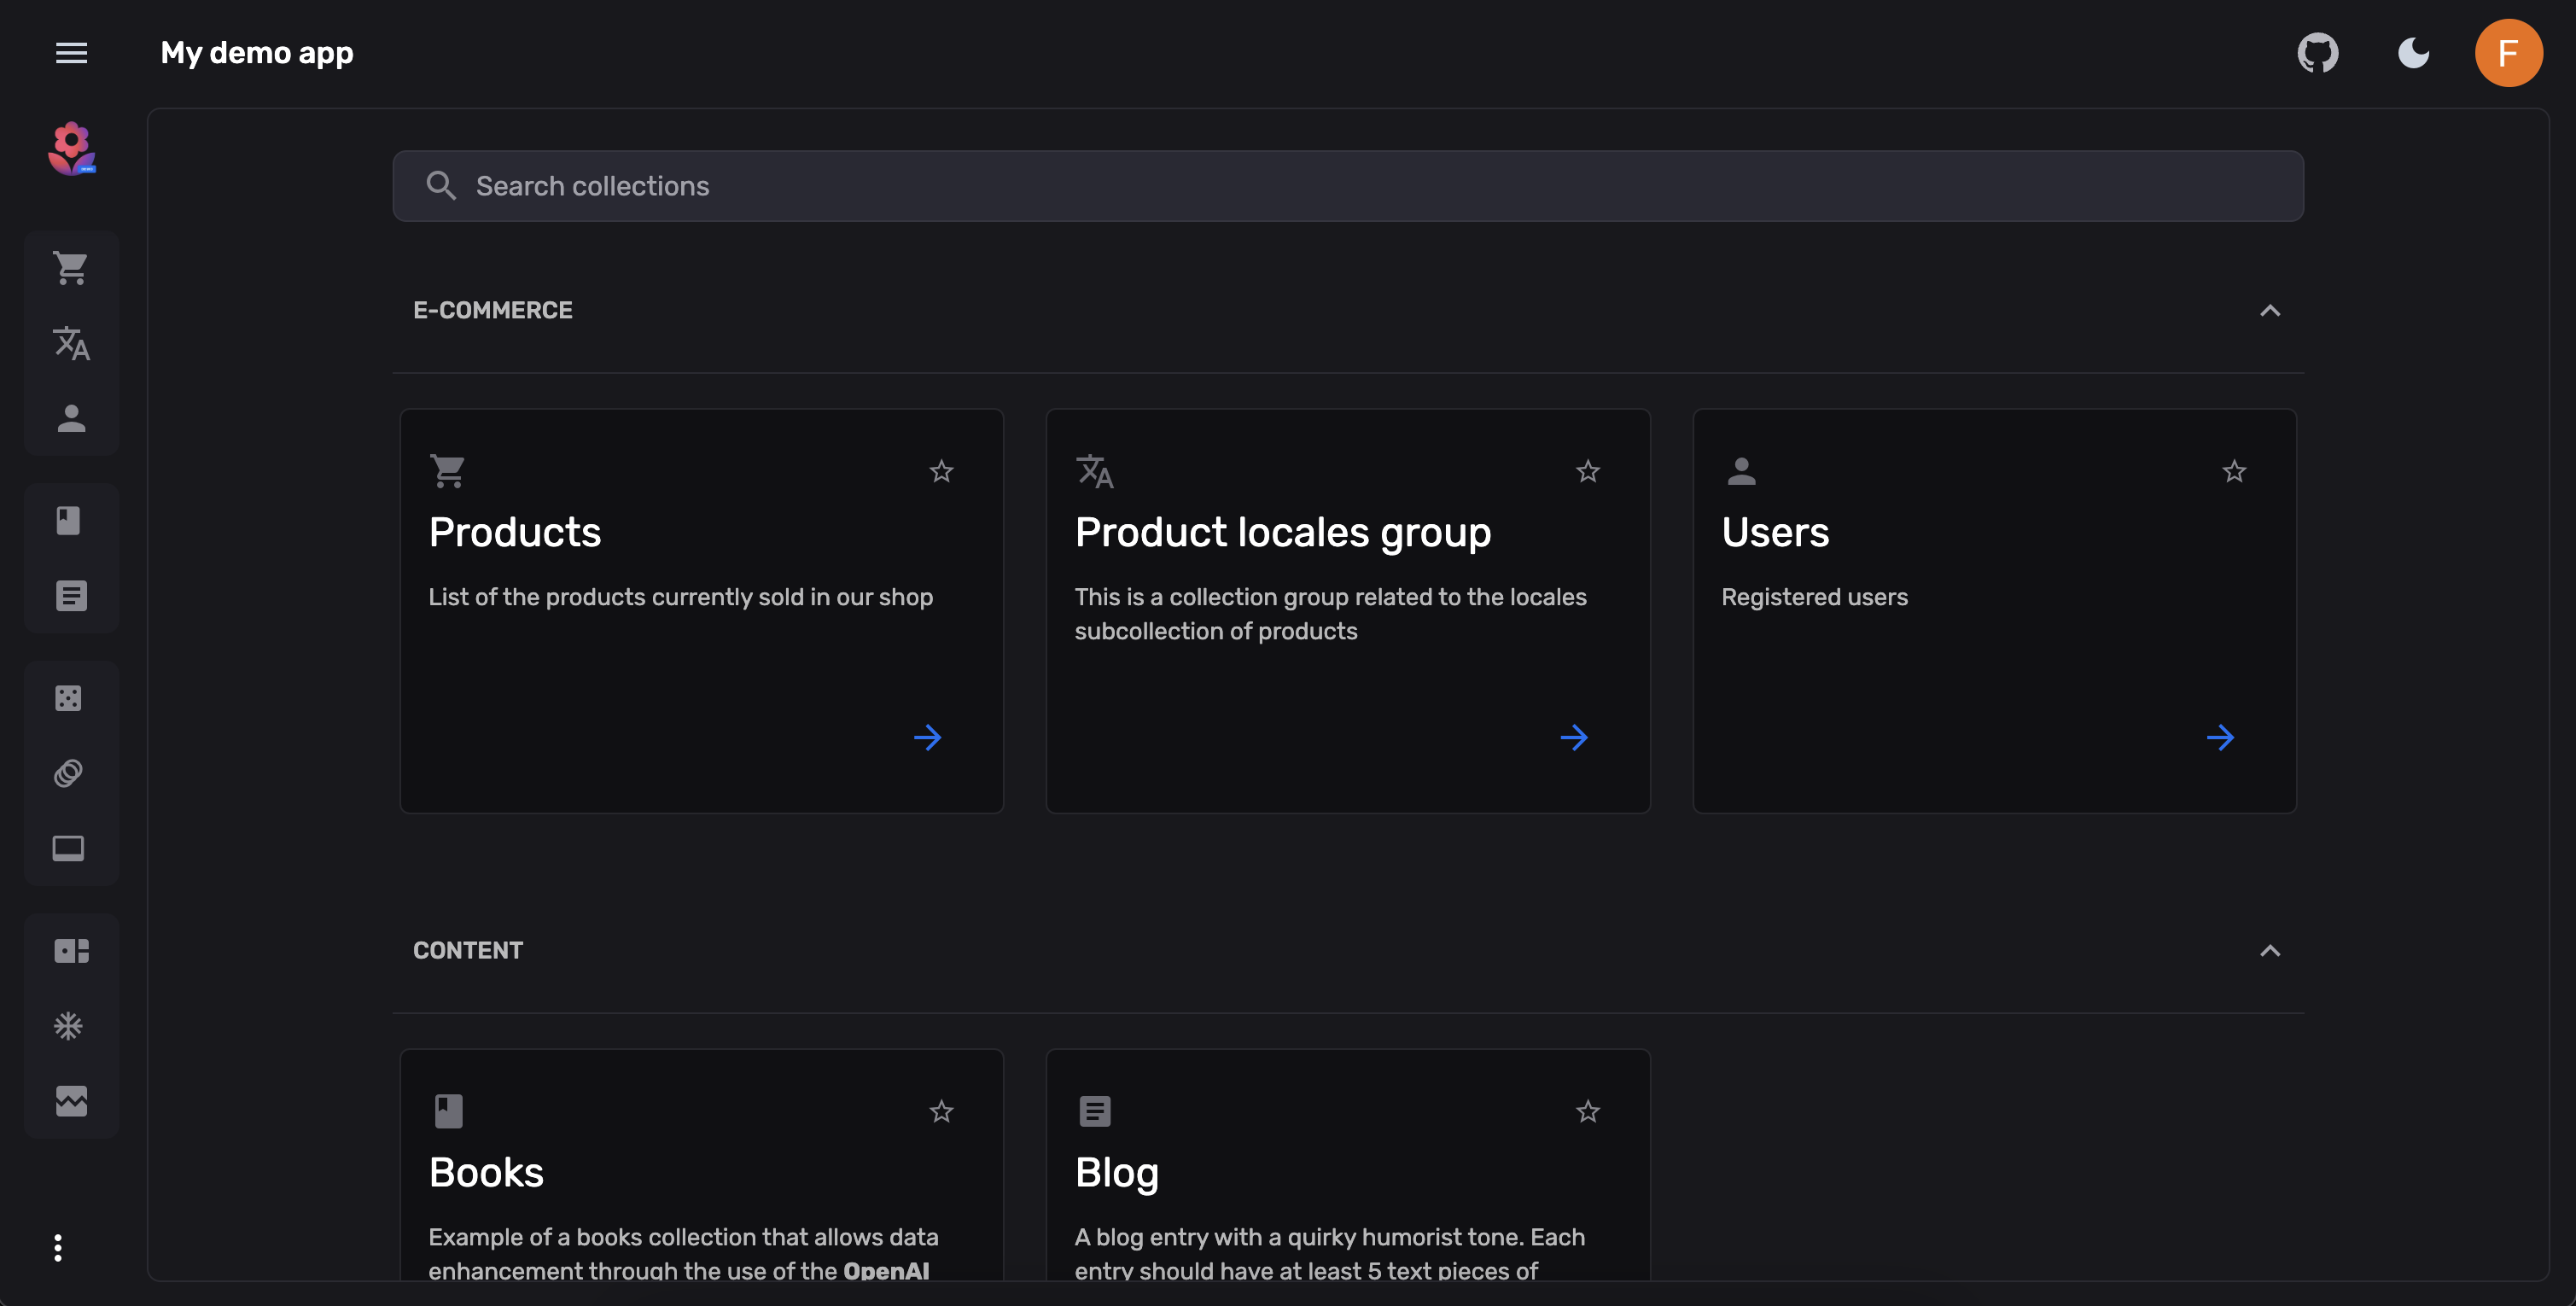 My demo app
F
Search collections
E-COMMERCE
Products
List of the products currently sold in our shop
Product locales group
This is a collection group related to the locales
subcollection of products
Users
Registered users
CONTENT
Books
Example of a books collection that allows data
enhancement through the use of the OpenAI
Blog
A blog entry with a quirky humorist tone. Each
entry should have at least 5 text pieces of